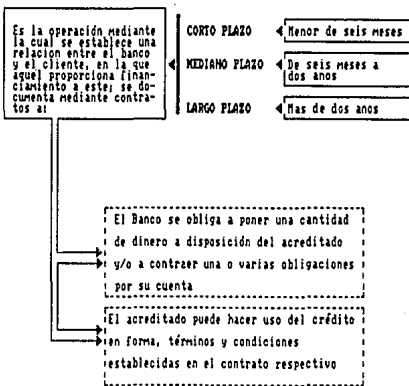 Es la operación mediante
la cual se establece una
relacion entre el banco
y el cliente, en la que
aquel proporciona finan-
ciamiento a este; se do-
cumenta mediante contra-
tos a:
CORTO PLAZO
Menor de seis meses
MEDIANO PLAZO
De seis meses a
dos anos
LARGO PLAZO
Mas de dos anos
El Banco se obliga a poner una cantidad
de dinero a disposición del acreditado
y/o a contraer una o varias obligaciones
por su cuenta
El acreditado puede hacer uso del crédito
en forma, términos y condiciones
establecidas en el contrato respectivo